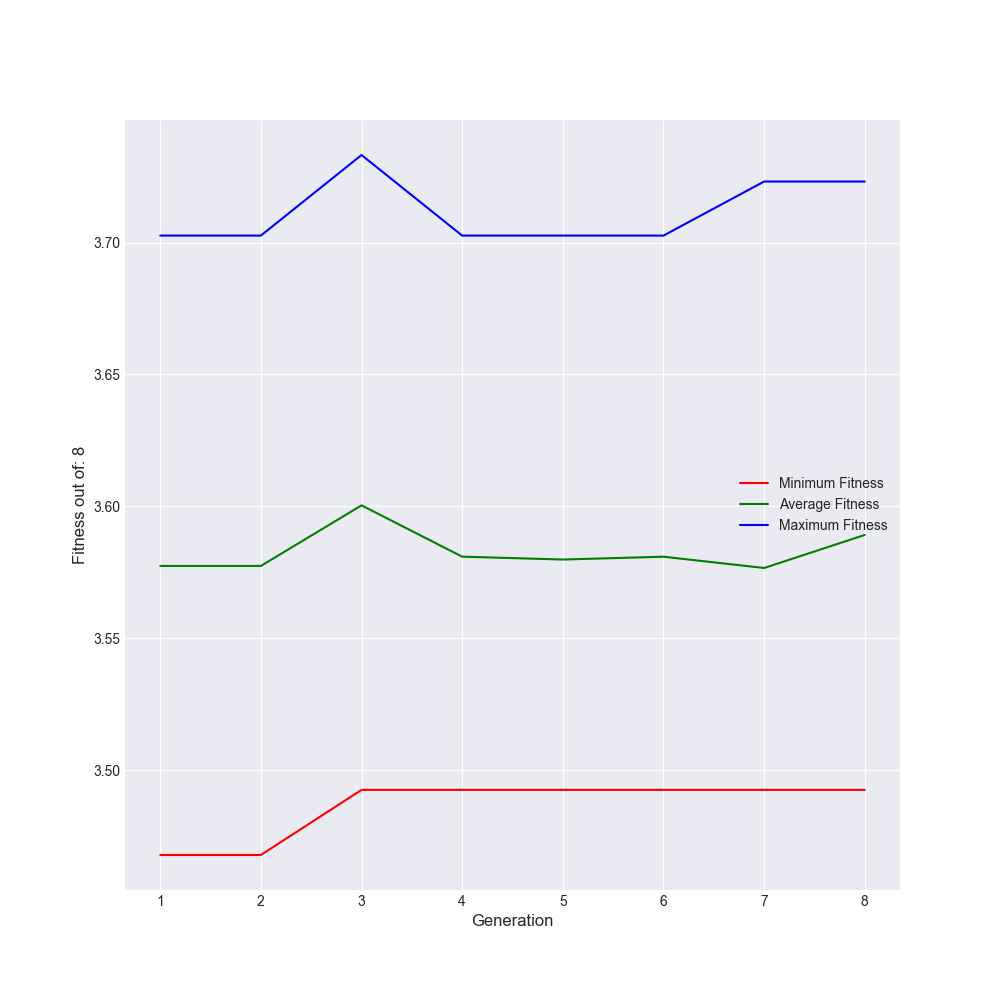 3.70
3.65
3.60
3.55
3.50
Fitness out of: 8
Minimum Fitness
Average Fitness
Maximum Fitness
1 2 3 4 5 6 7 8
Generation